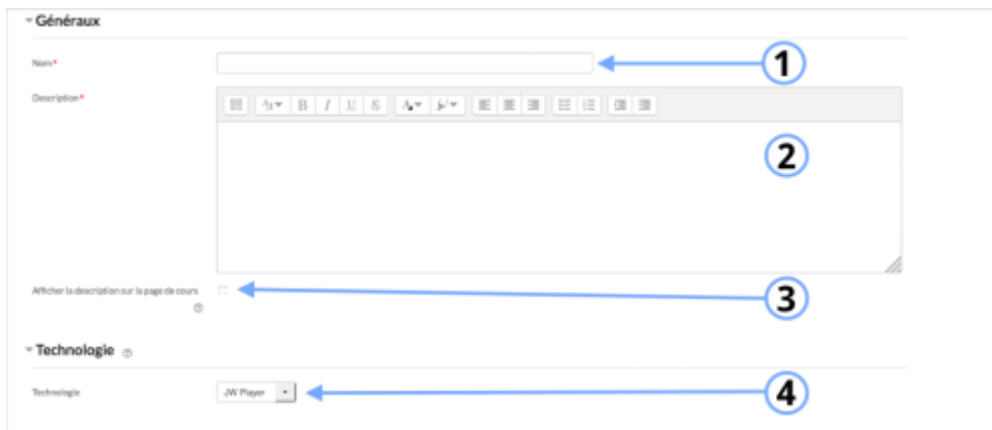 Généraux
Nom*
1
Description*
B I U S
2
Afficher la description sur la page de cours
3
Technologie
Technologie
JW Player
4